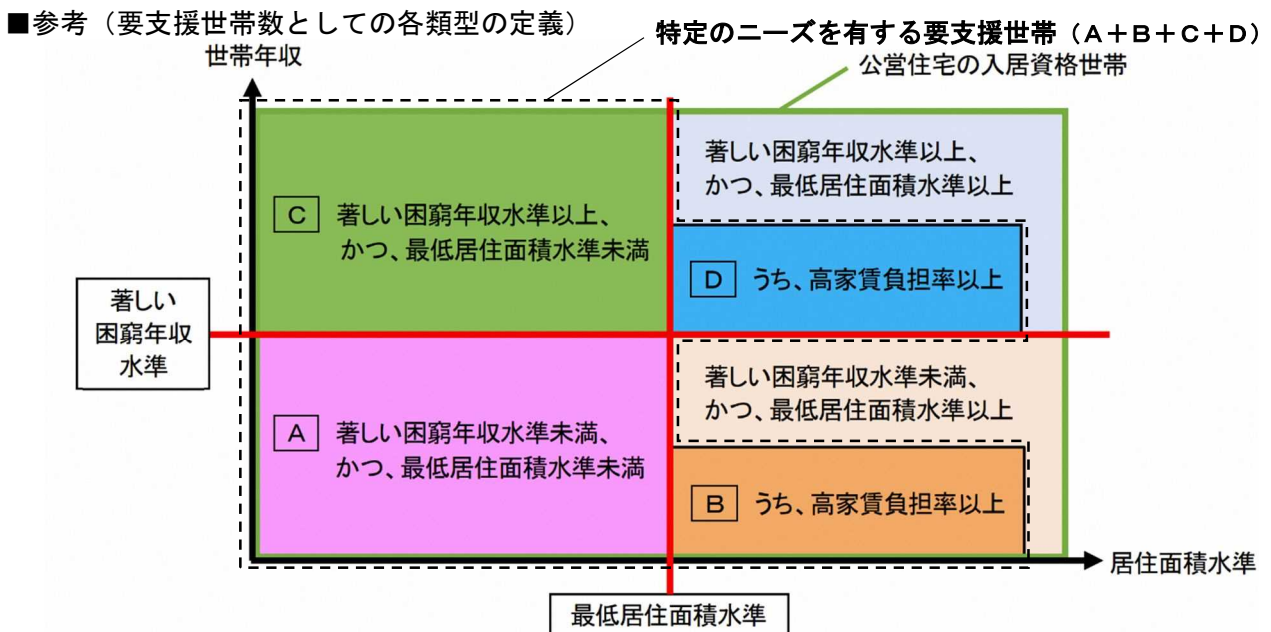 ■参考（要支援世帯数としての各類型の定義）
特定のニーズを有する要支援世帯（A＋B＋C＋D）
世帯年収
公営住宅の入居資格世帯
著しい困窮年収水準以上、
かつ、最低居住面積水準以上
C 著しい困窮年収水準以上、
かつ、最低居住面積水準未満
D うち、高家賃負担率以上
著しい
困窮年収
水準
著しい困窮年収水準未満、
かつ、最低居住面積水準以上
A 著しい困窮年収水準未満、
かつ、最低居住面積水準未満
B うち、高家賃負担率以上
居住面積水準
最低居住面積水準